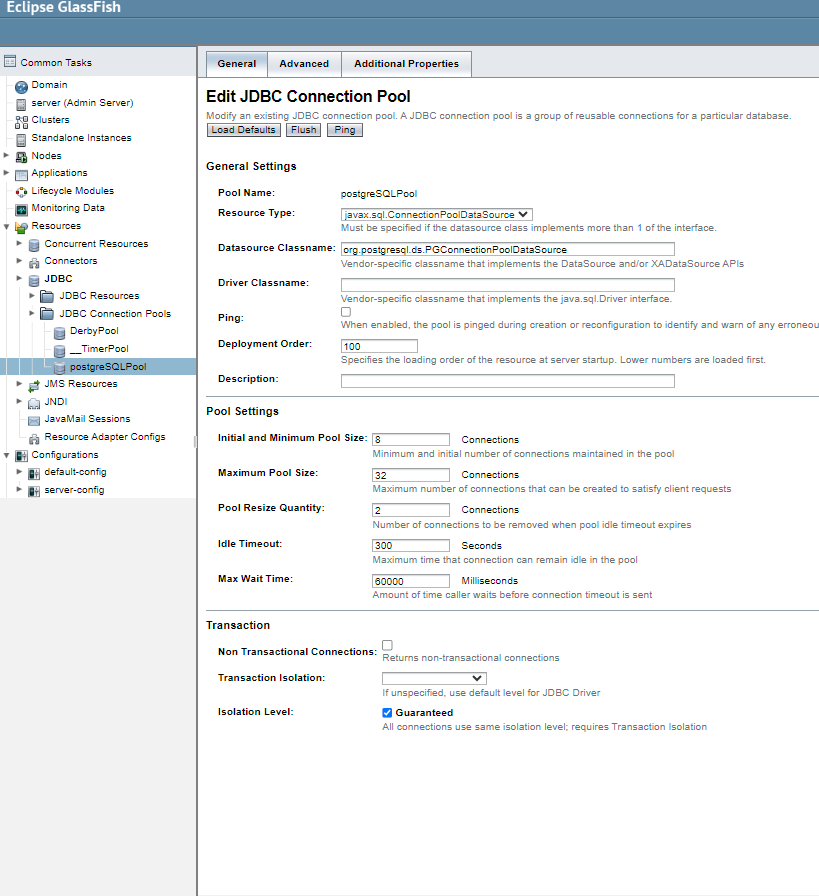 Eclipse GlassFish
Common Tasks
Domain
server (Admin Server)
Clusters
Standalone Instances
Nodes
Applications
Lifecycle Modules
Monitoring Data
Resources
Concurrent Resources
Connectors
JDBC
JDBC Resources
JDBC Connection Pools
DerbyPool
__TimerPool
postgreSQLPool
JMS Resources
JNDI
JavaMail Sessions
Resource Adapter Configs
Configurations
default-config
server-config
General Advanced Additional Properties
Edit JDBC Connection Pool
Modify an existing JDBC connection pool. A JDBC connection pool is a group of reusable connections for a particular database.
Load Defaults Flush Ping
General Settings
Pool Name: postgreSQLPool
Resource Type: javax.sql.ConnectionPoolDataSource
Must be specified if the datasource class implements more than 1 of the interface.
Datasource Classname: org.postgresql.ds.PGConnectionPoolDataSource
Vendor-specific classname that implements the DataSource and/or XADataSource APIs
Driver Classname:
Vendor-specific classname that implements the java.sql.Driver interface.
Ping:
When enabled, the pool is pinged during creation or reconfiguration to identify and warn of any erroneou
Deployment Order: 100
Specifies the loading order of the resource at server startup. Lower numbers are loaded first.
Description:
Pool Settings
Initial and Minimum Pool Size: 8 Connections
Minimum and initial number of connections maintained in the pool
Maximum Pool Size: 32 Connections
Maximum number of connections that can be created to satisfy client requests
Pool Resize Quantity: 2 Connections
Number of connections to be removed when pool idle timeout expires
Idle Timeout: 300 Seconds
Maximum time that connection can remain idle in the pool
Max Wait Time: 60000 Milliseconds
Amount of time caller waits before connection timeout is sent
Transaction
Non Transactional Connections:
Returns non-transactional connections
Transaction Isolation:
If unspecified, use default level for JDBC Driver
Isolation Level: Guaranteed
All connections use same isolation level; requires Transaction Isolation